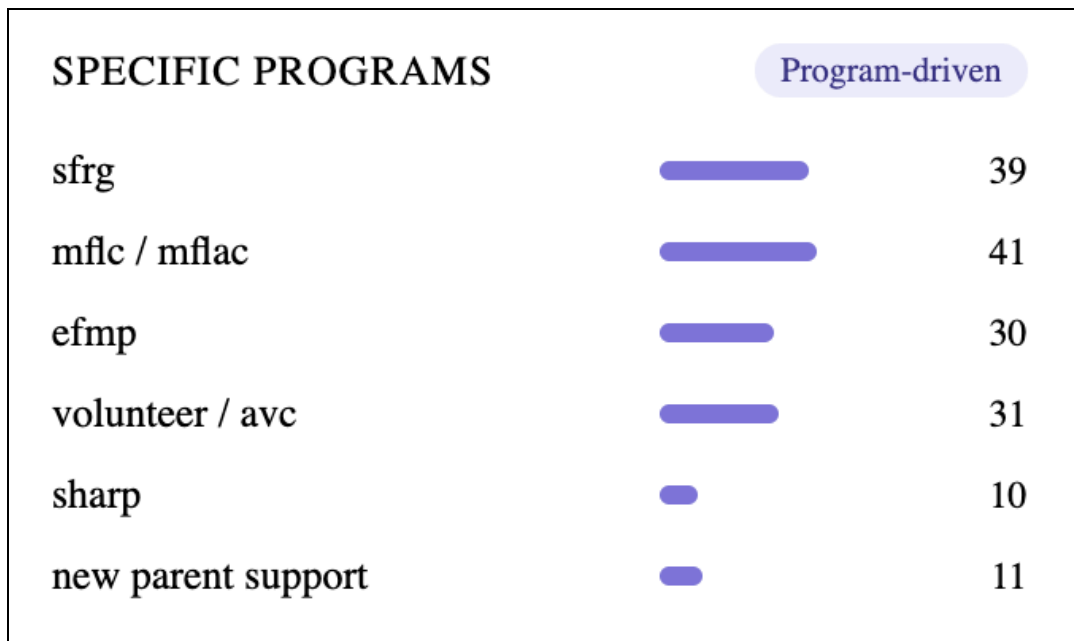 SPECIFIC PROGRAMS Program-driven
sfrg 39
mflc / mflac 41
efmp 30
volunteer / avc 31
sharp 10
new parent support 11